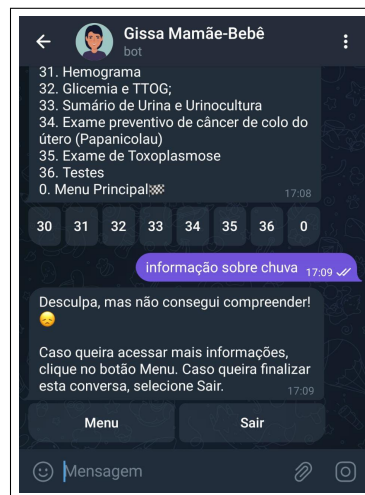 Gissa Mamãe-Bebê
bot
31. Hemograma
32. Glicemia e TTOG;
33. Sumário de Urina e Urinocultura
34. Exame preventivo de câncer de colo do
útero (Papanicolau)
35. Exame de Toxoplasmose
36. Testes
0. Menu Principal🏁
17:08
30 31 32 33 34 35 36 0
informação sobre chuva 17:09
Desculpa, mas não consegui compreender!
😞
Caso queira acessar mais informações,
clique no botão Menu. Caso queira finalizar
esta conversa, selecione Sair.
17:09
Menu Sair
Mensagem